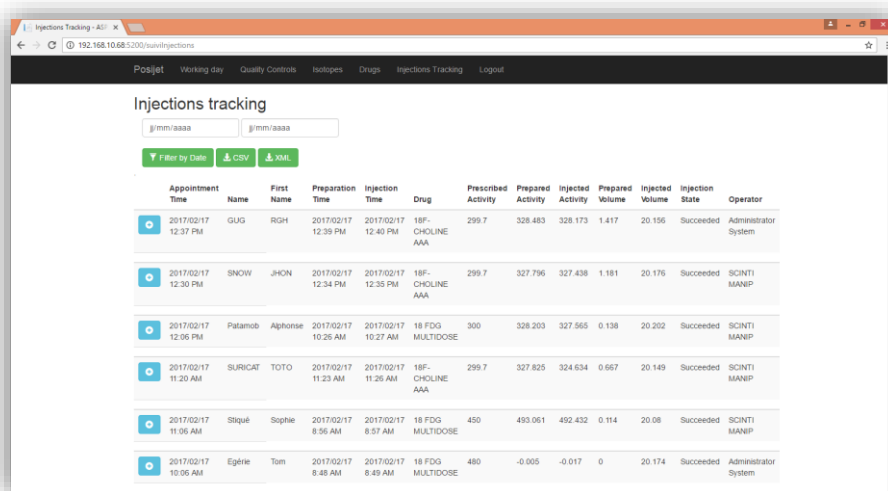 Injections Tracking - ASA
192.168.10.68:5200/suiviInjections
Posijet Working day Quality Controls Isotopes Drugs Injections Tracking Logout
Injections tracking
jj/mm/aaaa jj/mm/aaaa
Filter by Date CSV XML
Appointment First Preparation Injection Prescribed Prepared Injected Prepared Injected Injection
Time Name Name Time Time Drug Activity Activity Activity Volume Volume State Operator
2017/02/17 GUG RGH 2017/02/17 2017/02/17 18F- 299.7 328.483 328.173 1.417 20.156 Succeeded Administrator
12:37 PM 12:39 PM 12:40 PM CHOLINE System
AAA
2017/02/17 SNOW JHON 2017/02/17 2017/02/17 18F- 299.7 327.796 327.438 1.181 20.176 Succeeded SCINTI
12:30 PM 12:34 PM 12:35 PM CHOLINE MANIP
AAA
2017/02/17 Patamob Alphonse 2017/02/17 2017/02/17 18 FDG 300 328.203 327.565 0.138 20.202 Succeeded SCINTI
12:06 PM 10:26 AM 10:27 AM MULTIDOSE MANIP
2017/02/17 SURICAT TOTO 2017/02/17 2017/02/17 18F- 299.7 327.825 324.634 0.667 20.149 Succeeded SCINTI
11:20 AM 11:23 AM 11:26 AM CHOLINE MANIP
AAA
2017/02/17 Stiqué Sophie 2017/02/17 2017/02/17 18 FDG 450 493.061 492.432 0.114 20.08 Succeeded SCINTI
11:06 AM 8:56 AM 8:57 AM MULTIDOSE MANIP
2017/02/17 Egérie Tom 2017/02/17 2017/02/17 18 FDG 480 -0.005 -0.017 0 20.174 Succeeded Administrator
10:06 AM 8:48 AM 8:49 AM MULTIDOSE System